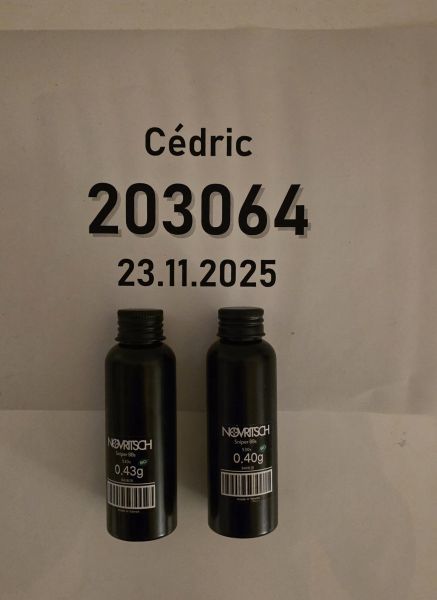 Cédric
203064
23.11.2025
NOVRITSCH
Sniper BBs
0.43g
NOVRITSCH
Sniper BBs
0.40g